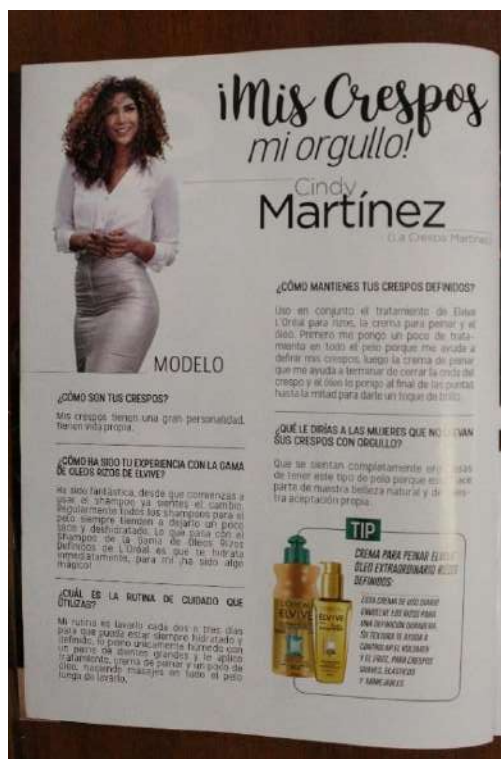 ¡Mis Crespos
mi orgullo!
Cindy
Martínez
(La Crespa Martínez)
MODELO
¿CÓMO SON TUS CRESPOS?
Mis crespos tienen una gran personalidad,
tienen vida propia.
¿CÓMO HA SIDO TU EXPERIENCIA CON LA GAMA
DE ÓLEOS RIZOS DE ELVIVE?
Ha sido fantástica, desde que comienzas a
usar el shampoo ya sientes el cambio.
Regularmente todos los shampoos para el
pelo siempre tienden a dejarlo un poco
seco y deshidratado. Lo que pasa con el
shampoo de la gama de Óleos Rizos
Definidos de L'Oréal es que te hidrata
inmediatamente, para mí ha sido algo
mágico!
¿CUÁL ES LA RUTINA DE CUIDADO QUE
UTILIZAS?
Mi rutina es lavarlo cada dos o tres días
para que pueda estar siempre hidratado y
definido, lo peino únicamente húmedo con
un peine de dientes grandes y le aplico
tratamiento, crema de peinar y un poco de
óleo, haciendo masajes en todo el pelo
luego de lavarlo.
¿CÓMO MANTIENES TUS CRESPOS DEFINIDOS?
Uso en conjunto el tratamiento de Elvive
L'Oréal para rizos, la crema para peinar y el
óleo. Primero me pongo un poco de trata-
miento en todo el pelo porque me ayuda a
definir mis crespos, luego la crema de peinar
que me ayuda a terminar de cerrar la onda del
crespo y el óleo lo pongo al final de las puntas
hasta la mitad para darle un toque de brillo.
¿QUÉ LE DIRÍAS A LAS MUJERES QUE NO LLEVAN
SUS CRESPOS CON ORGULLO?
Que se sientan completamente orgullosas
de tener este tipo de pelo porque es
parte de nuestra belleza natural y de
tra aceptación propia.
TIP
CREMA PARA PEINAR ELVIVE
ÓLEO EXTRAORDINARIO RIZOS
DEFINIDOS:
ESTA CREMA DE USO DIARIO
ENVUELVE LOS RIZOS PARA
UNA DEFINICIÓN DURADERA.
SU TEXTURA TE AYUDA A
CONTROLAR EL VOLUMEN
Y EL FRIZZ, PARA CRESPOS
SUAVES, ELÁSTICOS
Y MANEJABLES.
L'ORÉAL
ELVIVE
ELVIVE